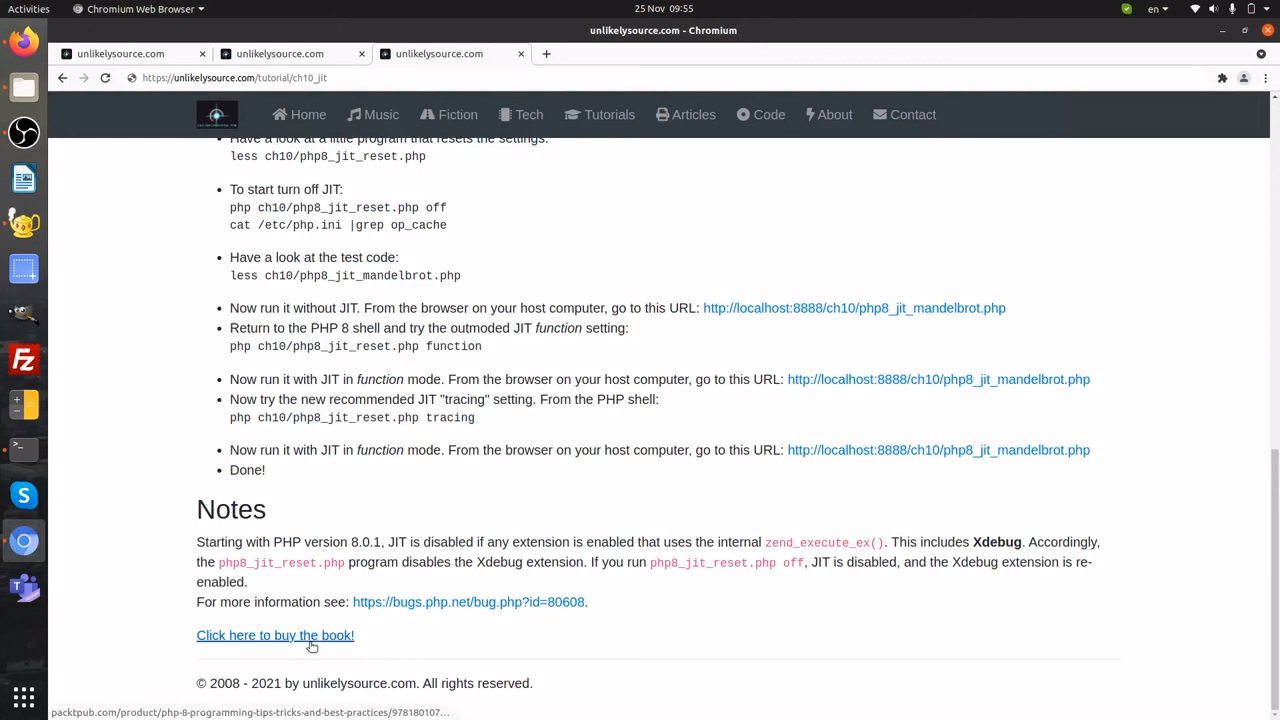 Activities
Chromium Web Browser
25 Nov 09:55
en
unlikelysource.com - Chromium
unlikelysource.com
unlikelysource.com
unlikelysource.com
https://unlikelysource.com/tutorial/ch10_jit
Home
Music
Fiction
Tech
Tutorials
Articles
Code
About
Contact
Have a look at a little program that resets the settings:
less ch10/php8_jit_reset.php
To start turn off JIT:
php ch10/php8_jit_reset.php off
cat /etc/php.ini |grep op_cache
Have a look at the test code:
less ch10/php8_jit_mandelbrot.php
Now run it without JIT. From the browser on your host computer, go to this URL: http://localhost:8888/ch10/php8_jit_mandelbrot.php
Return to the PHP 8 shell and try the outmoded JIT function setting:
php ch10/php8_jit_reset.php function
Now run it with JIT in function mode. From the browser on your host computer, go to this URL: http://localhost:8888/ch10/php8_jit_mandelbrot.php
Now try the new recommended JIT "tracing" setting. From the PHP shell:
php ch10/php8_jit_reset.php tracing
Now run it with JIT in function mode. From the browser on your host computer, go to this URL: http://localhost:8888/ch10/php8_jit_mandelbrot.php
Done!
Notes
Starting with PHP version 8.0.1, JIT is disabled if any extension is enabled that uses the internal zend_execute_ex(). This includes Xdebug. Accordingly,
the php8_jit_reset.php program disables the Xdebug extension. If you run php8_jit_reset.php off, JIT is disabled, and the Xdebug extension is re-
enabled.
For more information see: https://bugs.php.net/bug.php?id=80608.
Click here to buy the book!
© 2008 - 2021 by unlikelysource.com. All rights reserved.
packtpub.com/product/php-8-programming-tips-tricks-and-best-practices/978180107...